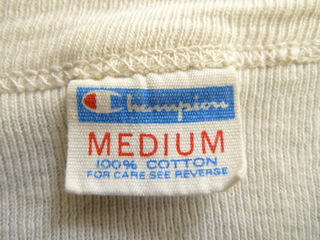 Champion
MEDIUM
100% COTTON
FOR CARE SEE REVERSE